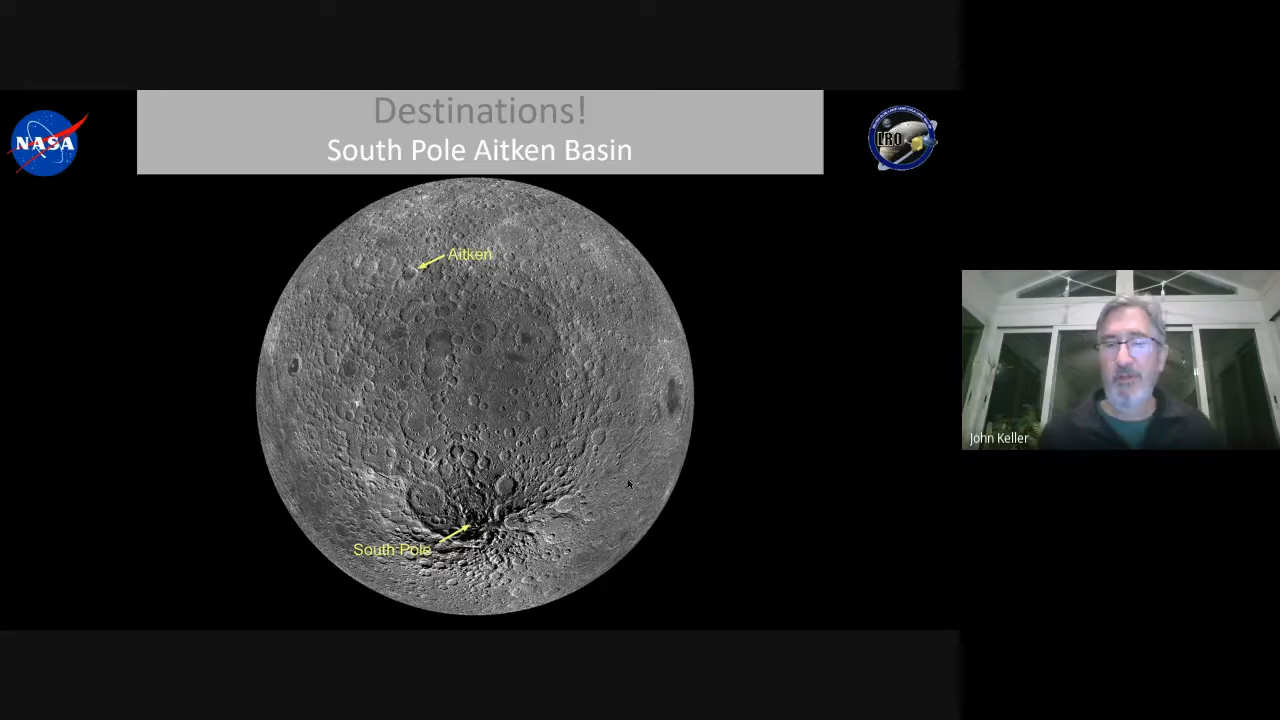 Destinations!
South Pole Aitken Basin
NASA
LRO
Aitken
South Pole
John Keller